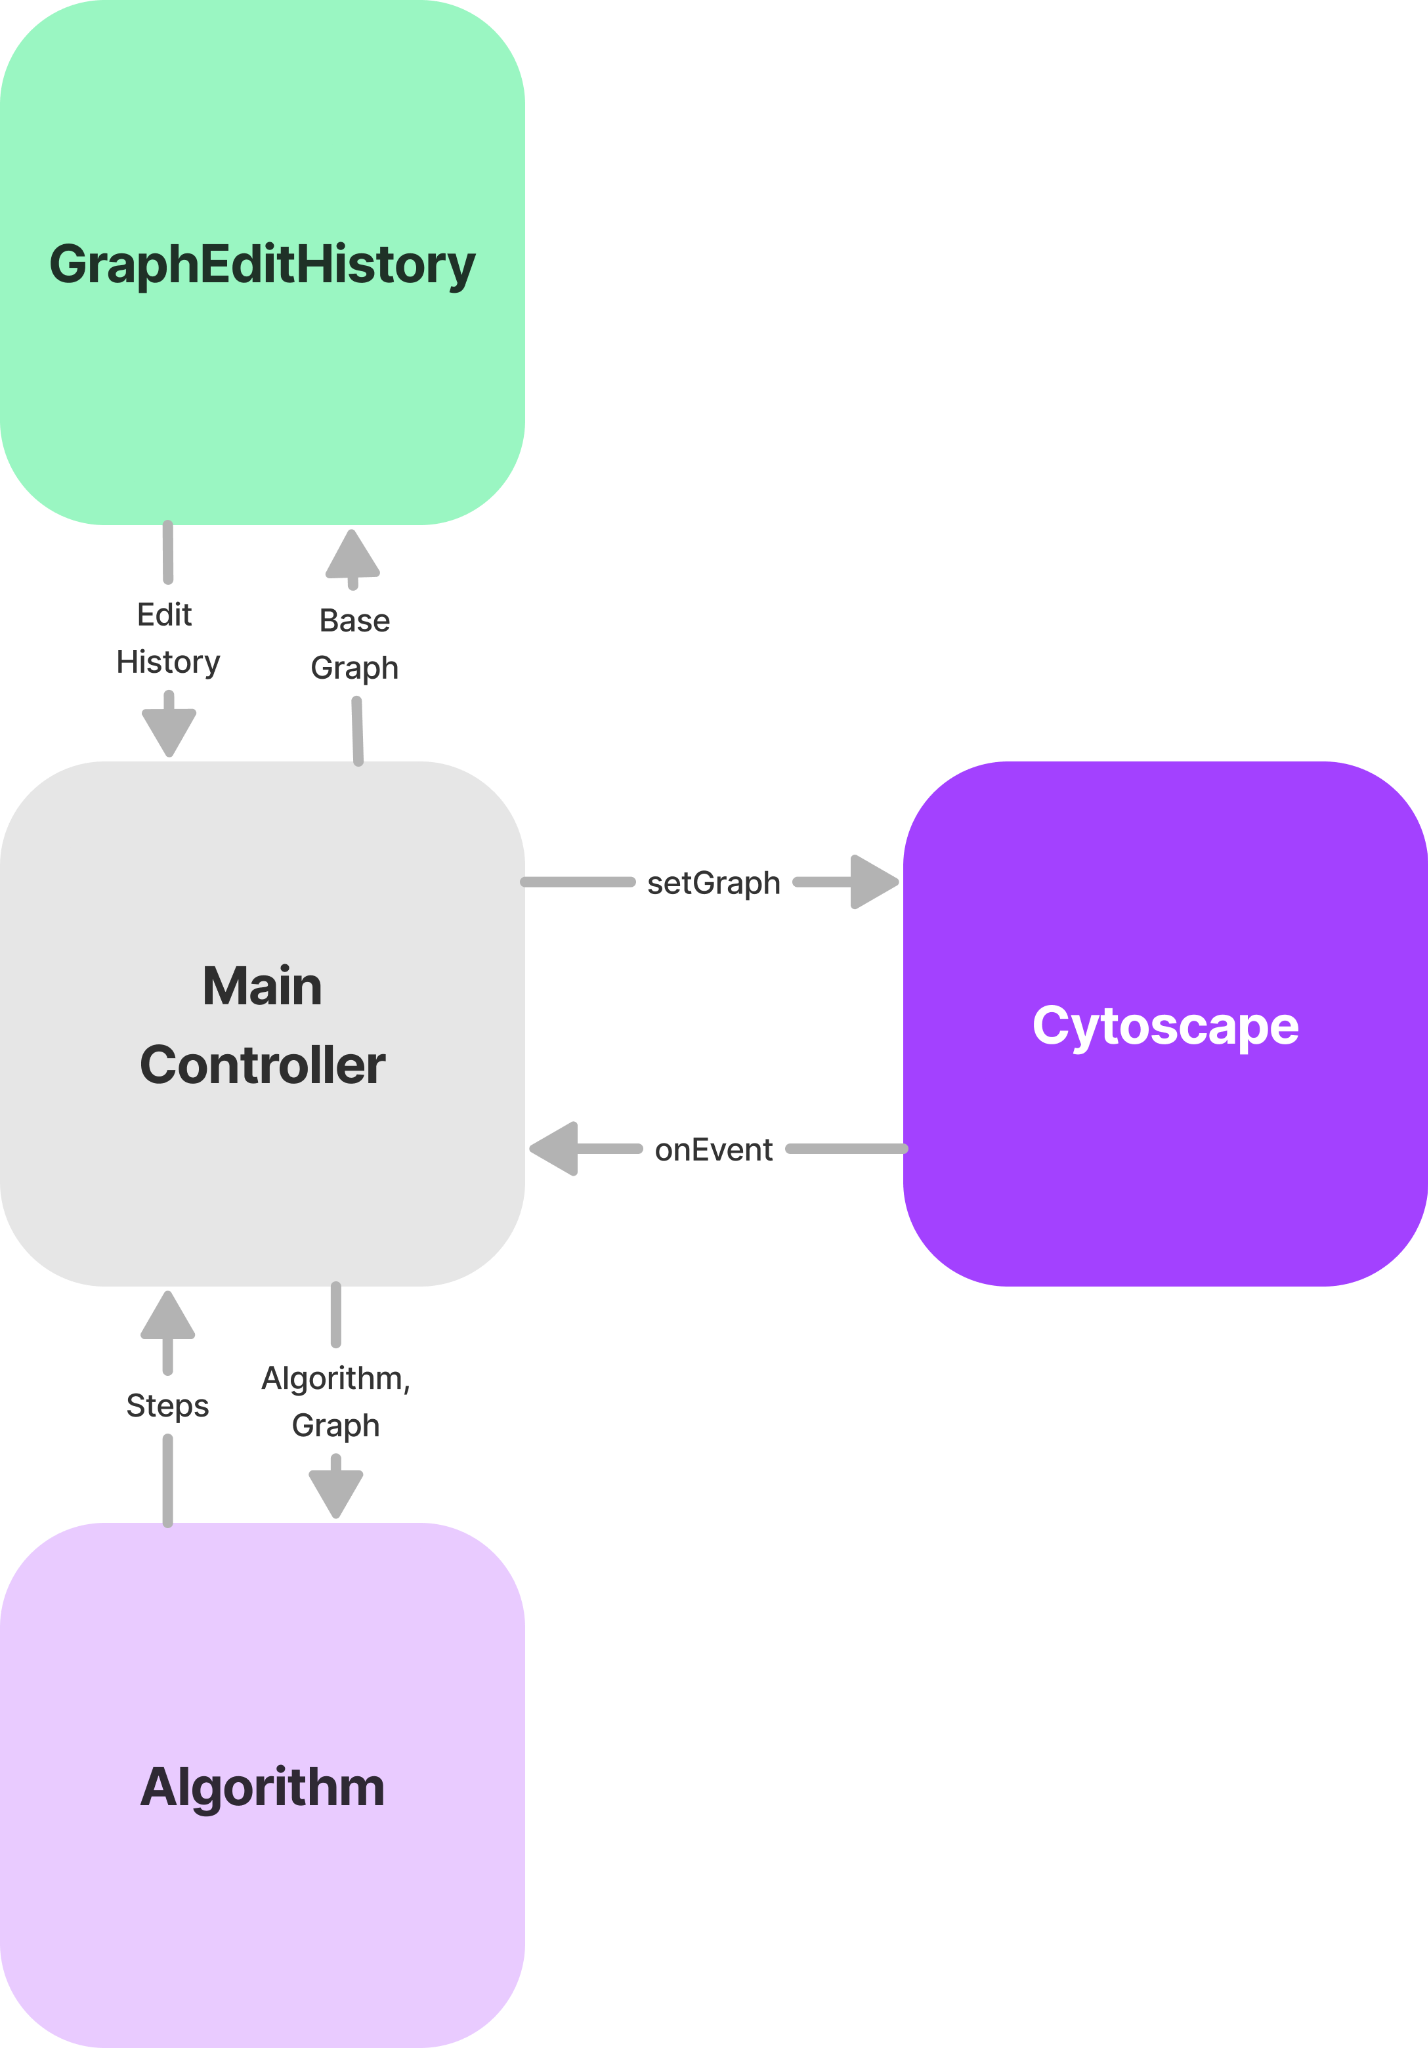 GraphEditHistory
Edit
History
Base
Graph
Main
Controller
setGraph
onEvent
Cytoscape
Steps
Algorithm,
Graph
Algorithm